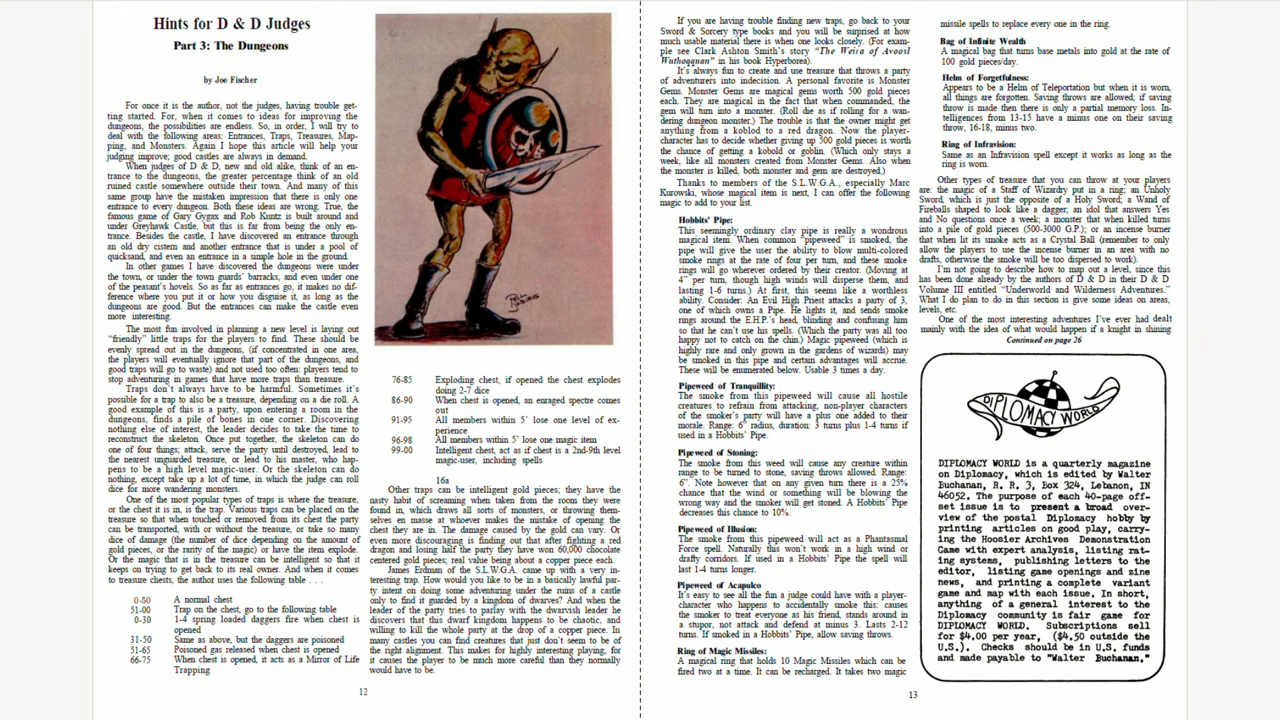 Hints for D & D Judges
Part 3: The Dungeons
by Joe Fischer
For once it is the author, not the judges, having trouble get-
ting started. For, when it comes to ideas for improving the
dungeons, the possibilities are endless. So, in order, I will try to
deal with the following areas: Entrances, Traps, Treasures, Map-
ping, and Monsters. Again I hope this article will help your
judging improve; good castles are always in demand.
When judges of D & D, new and old alike, think of an en-
trance to the dungeons, the greater percentage think of an old
ruined castle somewhere outside their town. And many of this
same group have the mistaken impression that there is only one
entrance to every dungeon. Both these ideas are wrong. True, the
famous game of Gary Gygax and Rob Kuntz is built around and
under Greyhawk Castle, but this is far from being the only en-
trance. Besides the castle, I have discovered an entrance through
an old dry cistern and another entrance that is under a pool of
quicksand, and even an entrance in a simple hole in the ground.
In other games I have discovered the dungeons were under
the town, or under the town guards' barracks, and even under one
of the peasant's hovels. So as far as entrances go, it makes no dif-
ference where you put it or how you disguise it, as long as the
dungeons are good. But the entrances can make the castle even
more interesting.
The most fun involved in planning a new level is laying out
"friendly" little traps for the players to find. These should be
evenly spread out in the dungeons, (if concentrated in one area,
the players will eventually ignore that part of the dungeons, and
good traps will go to waste) and not used too often: players tend to
stop adventuring in games that have more traps than treasure.
Traps don't always have to be harmful. Sometimes it's
possible for a trap to also be a treasure, depending on a die roll. A
good example of this is a party, upon entering a room in the
dungeons, finds a pile of bones in one corner. Discovering
nothing else of interest, the leader decides to take the time to
reconstruct the skeleton. Once put together, the skeleton can do
one of four things; attack, serve the party until destroyed, lead to
the nearest unguarded treasure, or lead to his master, who hap-
pens to be a high level magic-user. Or the skeleton can do
nothing, except take up a lot of time, in which the judge can roll
dice for more wandering monsters.
One of the most popular types of traps is where the treasure,
or the chest it is in, is the trap. Various traps can be placed on the
treasure so that when touched or removed from its chest the party
can be transported, with or without the treasure, or take so many
dice of damage (the number of dice depending on the amount of
gold pieces, or the rarity of the magic) or have the item explode.
Or the magic that is in the treasure can be intelligent so that it
keeps on trying to get back to its real owner. And when it comes
to treasure chests, the author uses the following table . . .
0-50 A normal chest
51-00 Trap on the chest, go to the following table
0-30 1-4 spring loaded daggers fire when chest is
opened
31-50 Same as above, but the daggers are poisoned
51-65 Poisoned gas released when chest is opened
66-75 When chest is opened, it acts as a Mirror of Life
Trapping
76-85 Exploding chest, if opened the chest explodes
doing 2-7 dice
86-90 When chest is opened, an enraged spectre comes
out
91-95 All members within 5' lose one level of ex-
perience
96-98 All members within 5' lose one magic item
99-00 Intelligent chest, act as if chest is a 2nd-9th level
magic-user, including spells
16a
Other traps can be intelligent gold pieces; they have the
nasty habit of screaming when taken from the room they were
found in, which draws all sorts of monsters, or throwing them-
selves en masse at whoever makes the mistake of opening the
chest they are in. The damage caused by the gold can vary. Or
even more discouraging is finding out that after fighting a red
dragon and losing half the party they have won 60,000 chocolate
centered gold pieces; real value being about a copper piece each.
James Erdman of the S.L.W.G.A. came up with a very in-
teresting trap. How would you like to be in a basically lawful par-
ty intent on doing some adventuring under the ruins of a castle
only to find it guarded by a kingdom of dwarves? And when the
leader of the party tries to parlay with the dwarvish leader he
discovers that this dwarf kingdom happens to be chaotic, and
willing to kill the whole party at the drop of a copper piece. In
many castles you can find creatures that just don't seem to be of
the right alignment. This makes for highly interesting playing, for
it causes the player to be much more careful than they normally
would have to be.
12
If you are having trouble finding new traps, go back to your
Sword & Sorcery type books and you will be surprised at how
much usable material there is when one looks closely. (For exam-
ple see Clark Ashton Smith's story "The Weira of Avoosl
Wuthoqquan" in his book Hyperborea).
It's always fun to create and use treasure that throws a party
of adventurers into indecision. A personal favorite is Monster
Gems. Monster Gems are magical gems worth 500 gold pieces
each. They are magical in the fact that when commanded, the
gem will turn into a monster. (Roll die as if rolling for a wan-
dering dungeon monster.) The trouble is that the owner might get
anything from a koblod to a red dragon. Now the player-
character has to decide whether giving up 500 gold pieces is worth
the chance of getting a kobold or goblin. (Which only stays a
week, like all monsters created from Monster Gems. Also when
the monster is killed, both monster and gem are destroyed.)
Thanks to members of the S.L.W.G.A., especially Marc
Kurowski, whose magical item is next, I can offer the following
magic to add to your list.
Hobbits' Pipe:
This seemingly ordinary clay pipe is really a wondrous
magical item. When common "pipeweed" is smoked, the
pipe will give the user the ability to blow multi-colored
smoke rings at the rate of four per turn, and these smoke
rings will go wherever ordered by their creator. (Moving at
4" per turn, though high winds will disperse them, and
lasting 1-6 turns.) At first, this seems like a worthless
ability. Consider: An Evil High Priest attacks a party of 3,
one of which owns a Pipe. He lights it, and sends smoke
rings around the E.H.P.'s head, blinding and confusing him
so that he can't use his spells. (Which the party was all too
happy not to catch on the chin.) Magic pipeweed (which is
highly rare and only grown in the gardens of wizards) may
be smoked in this pipe and certain advantages will accrue.
These will be enumerated below. Usable 3 times a day.
Pipeweed of Tranquility:
The smoke from this pipeweed will cause all hostile
creatures to refrain from attacking, non-player characters
of the smoker's party will have a plus one added to their
morale. Range: 6" radius, duration: 3 turns plus 1-4 turns if
used in a Hobbits' Pipe.
Pipeweed of Stoning:
The smoke from this weed will cause any creature within
range to be turned to stone, saving throws allowed. Range:
6". Note however that on any given turn there is a 25%
chance that the wind or something will be blowing the
wrong way and the smoker will get stoned. A Hobbits' Pipe
decreases this chance to 10%.
Pipeweed of Illusion:
The smoke from this pipeweed will act as a Phantasmal
Force spell. Naturally this won't work in a high wind or
drafty corridors. If used in a Hobbits' Pipe the spell will
last 1-4 turns longer.
Pipeweed of Acapulco
It's easy to see all the fun a judge could have with a player-
character who happens to accidentally smoke this: causes
the smoker to treat everyone as friend, stands around in
a stupor, not attack and defend at minus 3. Lasts 2-12
turns. If smoked in a Hobbits' Pipe, allow saving throws.
Ring of Magic Missiles:
A magical ring that holds 10 Magic Missiles which can be
fired two at a time. It can be recharged. It takes two magic
missile spells to replace every one in the ring.
Bag of Infinite Wealth
A magical bag that turns base metals into gold at the rate of
100 gold pieces/day.
Helm of Forgetfulness:
Appears to be a Helm of Teleportation but when it is worn,
all things are forgotten. Saving throws are allowed; if saving
throw is made then there is only a partial memory loss. In-
telligences from 13-15 have a minus one on their saving
throw, 16-18, minus two.
Ring of Infravision:
Same as an Infravision spell except it works as long as the
ring is worn.
Other types of treasure that you can throw at your players
are: the magic of a Staff of Wizardry put in a ring; an Unholy
Sword, which is just the opposite of a Holy Sword; a Wand of
Fireballs shaped to look like a dagger; an idol that answers Yes
and No questions once a week; a monster that when killed turns
into a pile of gold pieces (500-3000 G.P.); or an incense burner
that when lit its smoke acts as a Crystal Ball (remember to only
allow the players to use the incense burner in an area with no
drafts, otherwise the smoke will be too dispersed to work).
I'm not going to describe how to map out a level, since this
has been done already by the authors of D & D in their D & D
Volume III entitled "Underworld and Wilderness Adventures."
What I do plan to do in this section is give some ideas on areas,
levels, etc.
One of the most interesting adventures I've ever had dealt
mainly with the idea of what would happen if a knight in shining
Continued on page 26
DIPLOMACY WORLD
DIPLOMACY WORLD is a quarterly magazine
on Diplomacy, which is edited by Walter
Buchanan, R. R. 3, Box 324, Lebanon, IN
46052. The purpose of each 40-page off-
set issue is to present a broad over-
view of the postal Diplomacy hobby by
printing articles on good play, carry-
ing the Hoosier Archives Demonstration
Game with expert analysis, listing rat-
ing systems, publishing letters to the
editor, listing game openings and zine
news, and printing a complete variant
game and map with each issue. In short,
anything of a general interest to the
Diplomacy community is fair game for
DIPLOMACY WORLD. Subscriptions sell
for $4.00 per year, ($4.50 outside the
U.S.). Checks should be in U.S. funds
and made payable to "Walter Buchanan,"
13